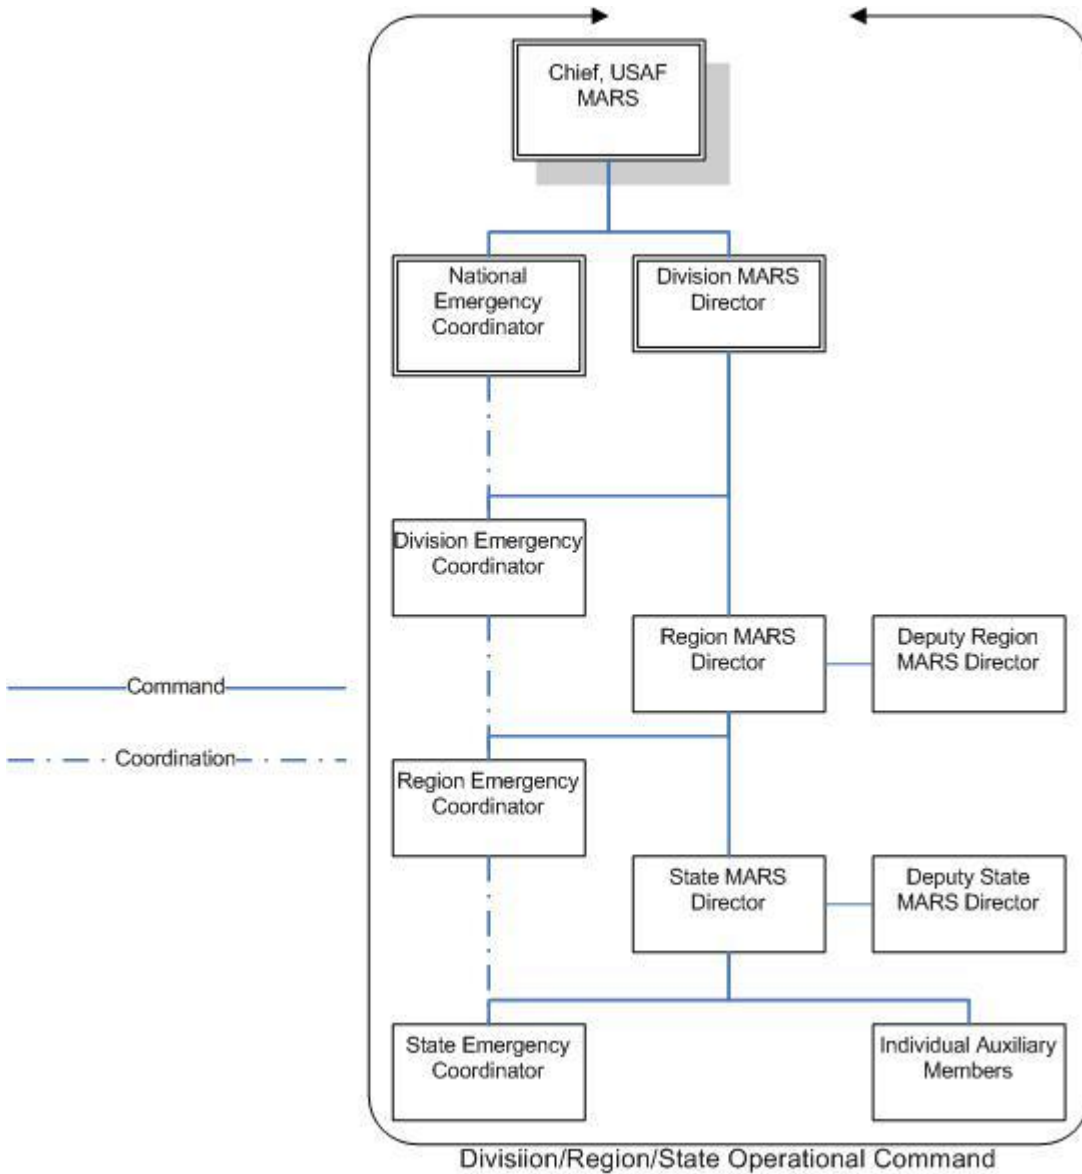 Chief, USAF
MARS
National
Emergency
Coordinator
Division MARS
Director
Division Emergency
Coordinator
Region MARS
Director
Deputy Region
MARS Director
Command
Coordination
Region Emergency
Coordinator
State MARS
Director
Deputy State
MARS Director
State Emergency
Coordinator
Individual Auxiliary
Members
Divisiion/Region/State Operational Command